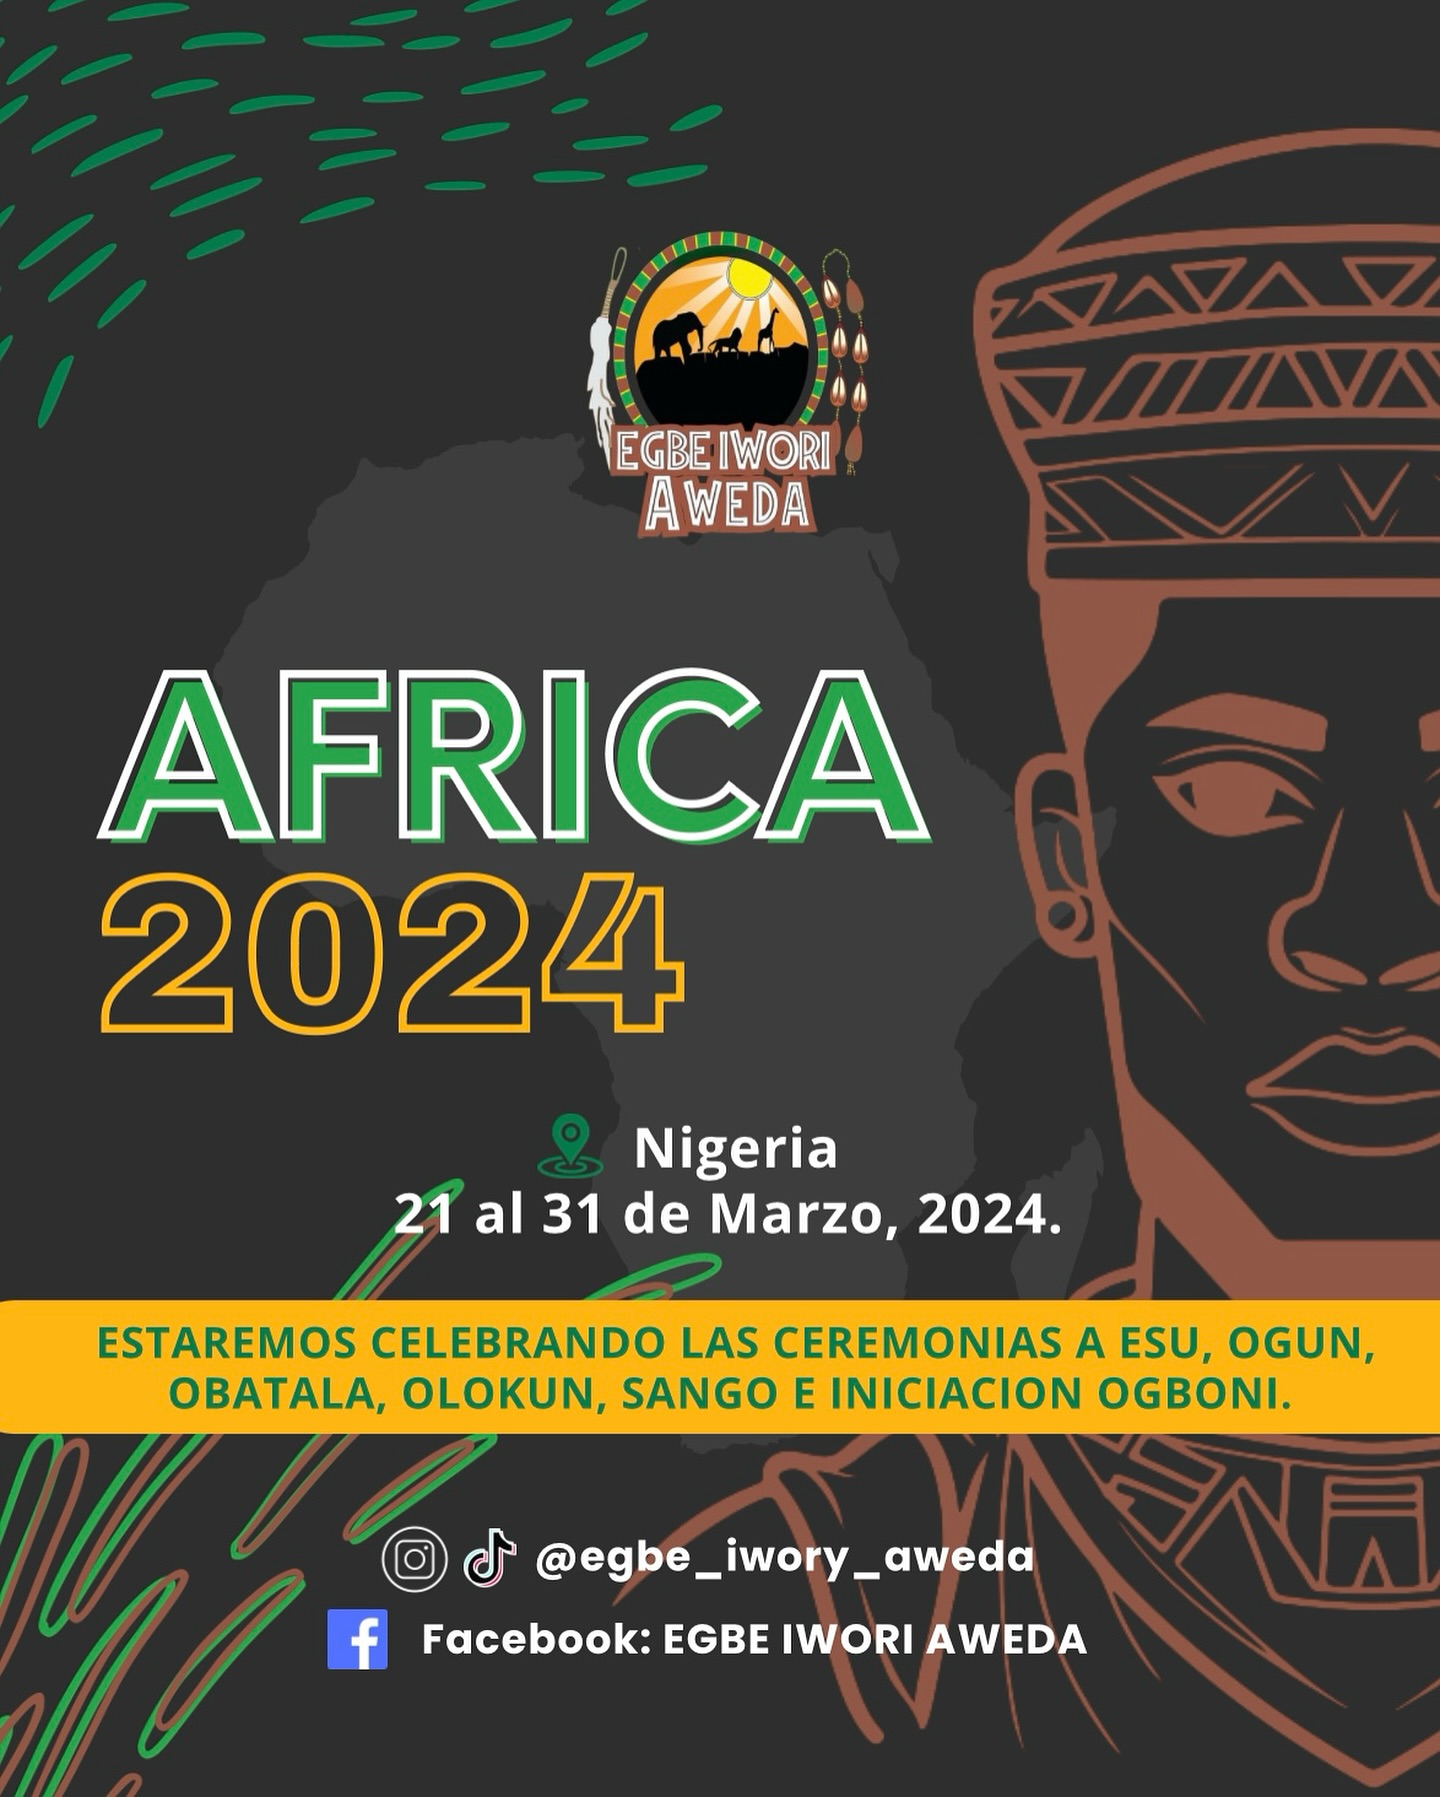 EGBE IWORI
AWEDA
AFRICA
2024
Nigeria
21 al 31 de Marzo, 2024.
ESTAREMOS CELEBRANDO LAS CEREMONIAS A ESU, OGUN,
OBATALA, OLOKUN, SANGO E INICIACION OGBONI.
@egbe_iwory_aweda
Facebook: EGBE IWORI AWEDA